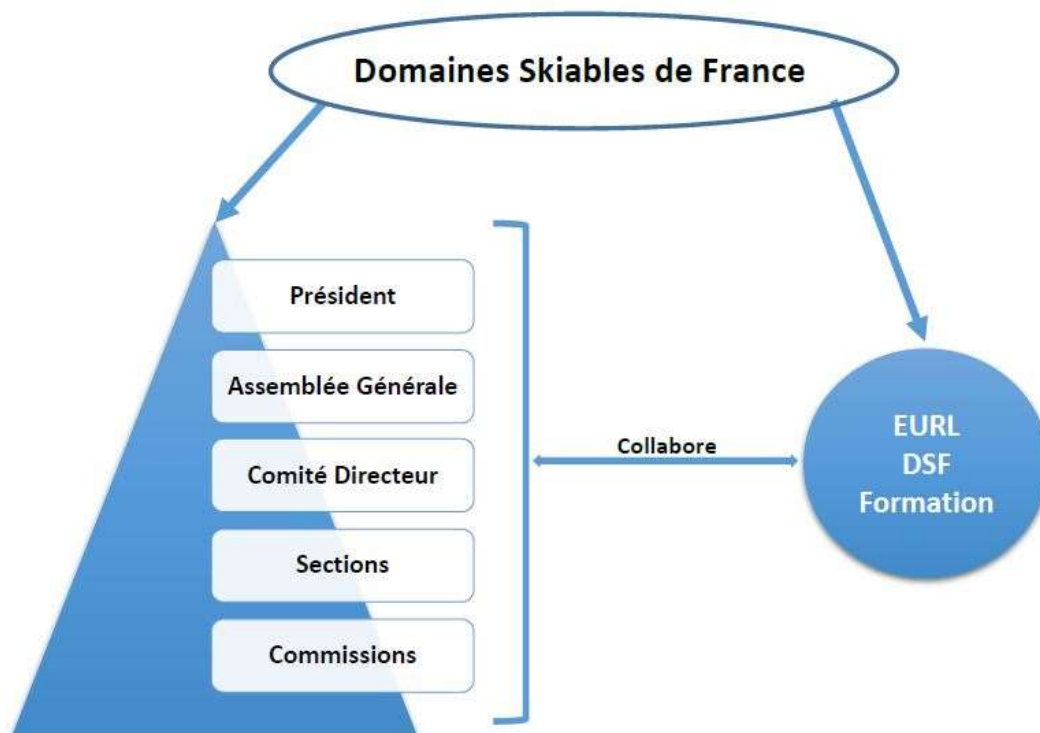 Domaines Skiables de France
Président
Assemblée Générale
Comité Directeur
Sections
Commissions
Collabore
EURL
DSF
Formation